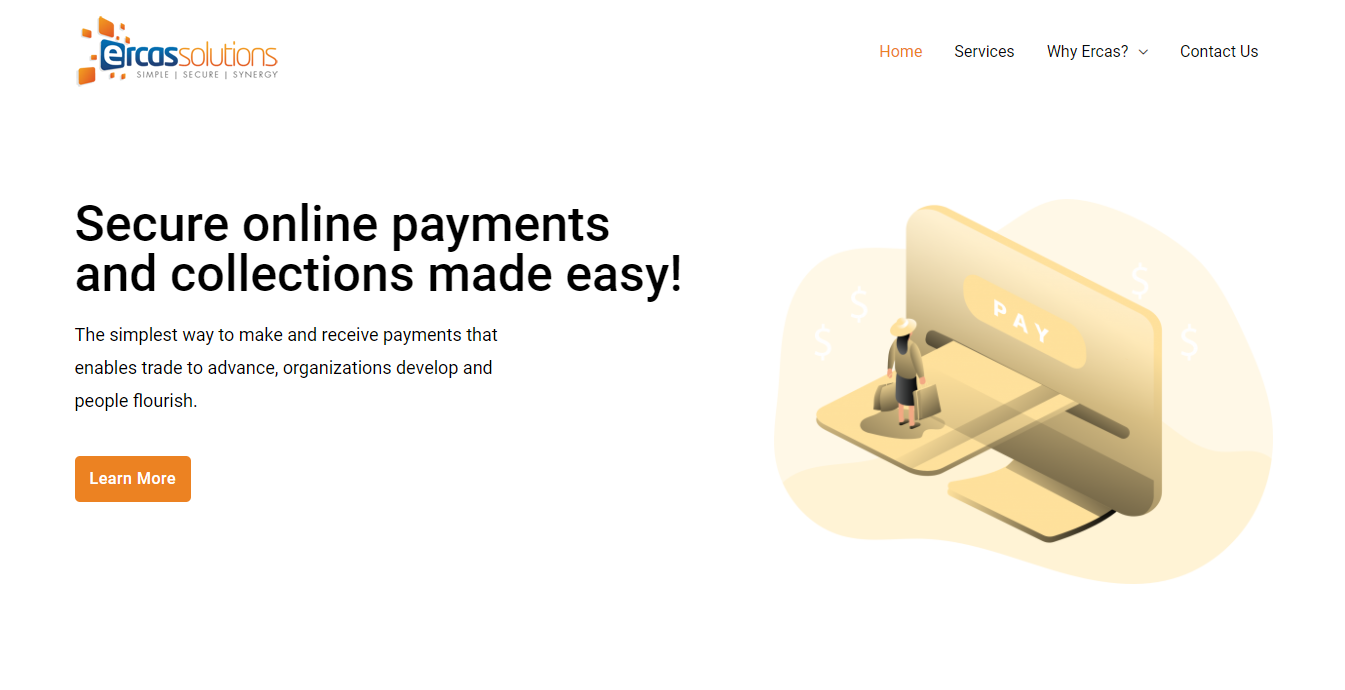 ercassolutions
SIMPLE | SECURE | SYNERGY
Home Services Why Ercas? Contact Us
Secure online payments
and collections made easy!
The simplest way to make and receive payments that
enables trade to advance, organizations develop and
people flourish.
Learn More
PAY
$
$
$
$